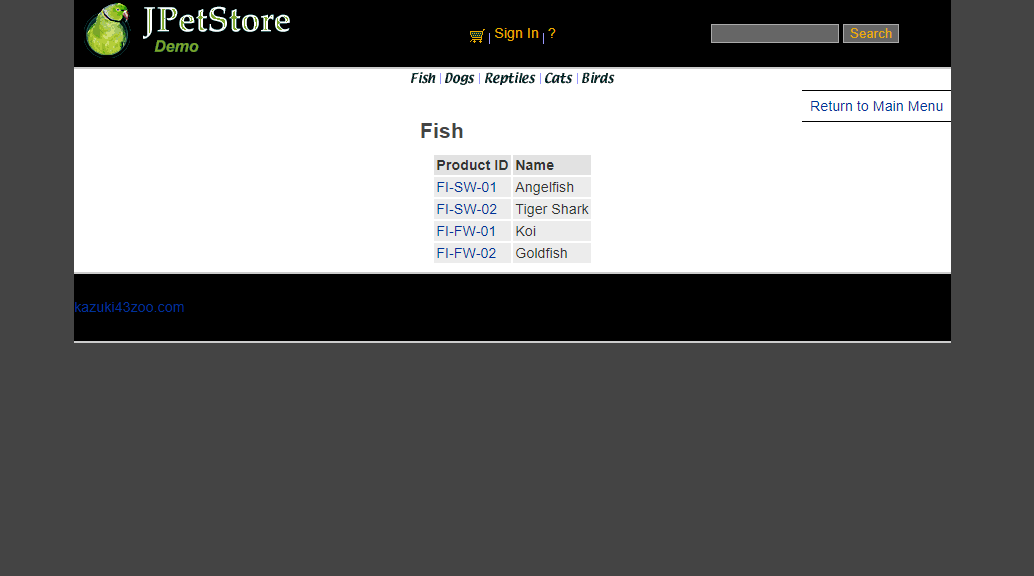 JPetStore
Demo
Sign In | ?
Search
Fish | Dogs | Reptiles | Cats | Birds
Return to Main Menu
Fish
Product ID Name
FI-SW-01 Angelfish
FI-SW-02 Tiger Shark
FI-FW-01 Koi
FI-FW-02 Goldfish
kazuki43zoo.com